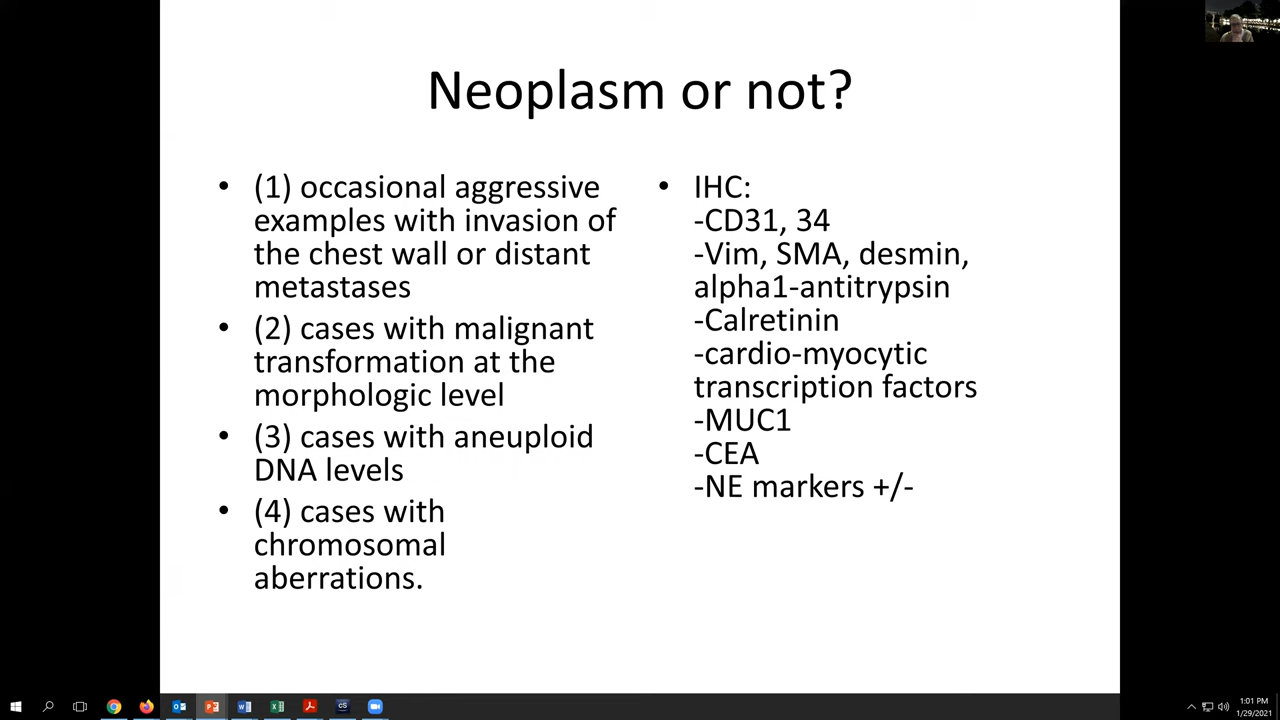 Neoplasm or not?
• (1) occasional aggressive
examples with invasion of
the chest wall or distant
metastases
• (2) cases with malignant
transformation at the
morphologic level
• (3) cases with aneuploid
DNA levels
• (4) cases with
chromosomal
aberrations.
• IHC:
-CD31, 34
-Vim, SMA, desmin,
alpha1-antitrypsin
-Calretinin
-cardio-myocytic
transcription factors
-MUC1
-CEA
-NE markers +/-
cs
1:01 PM
1/29/2021